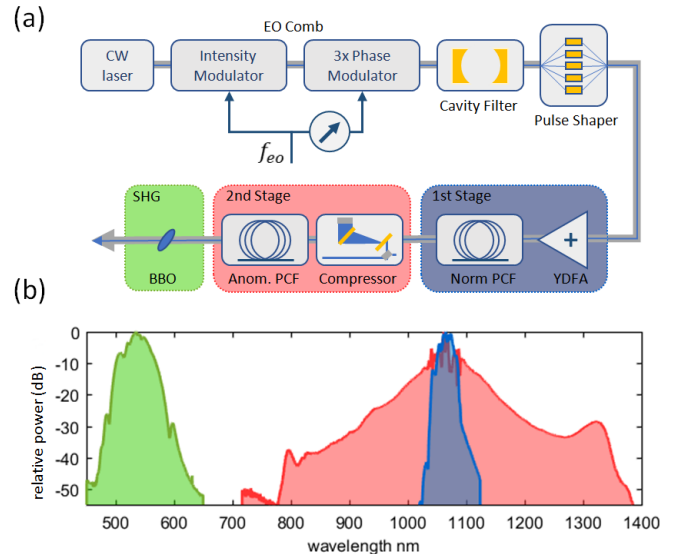 (a)
EO Comb
CW
laser
Intensity
Modulator
3x Phase
Modulator
Cavity Filter
Pulse Shaper
feo
SHG
2nd Stage
1st Stage
+
BBO
Anom. PCF
Compressor
Norm PCF
YDFA
(b)
relative power (dB)
0
-10
-20
-30
-40
-50
500
600
700
800
900
1000
1100
1200
1300
1400
wavelength nm